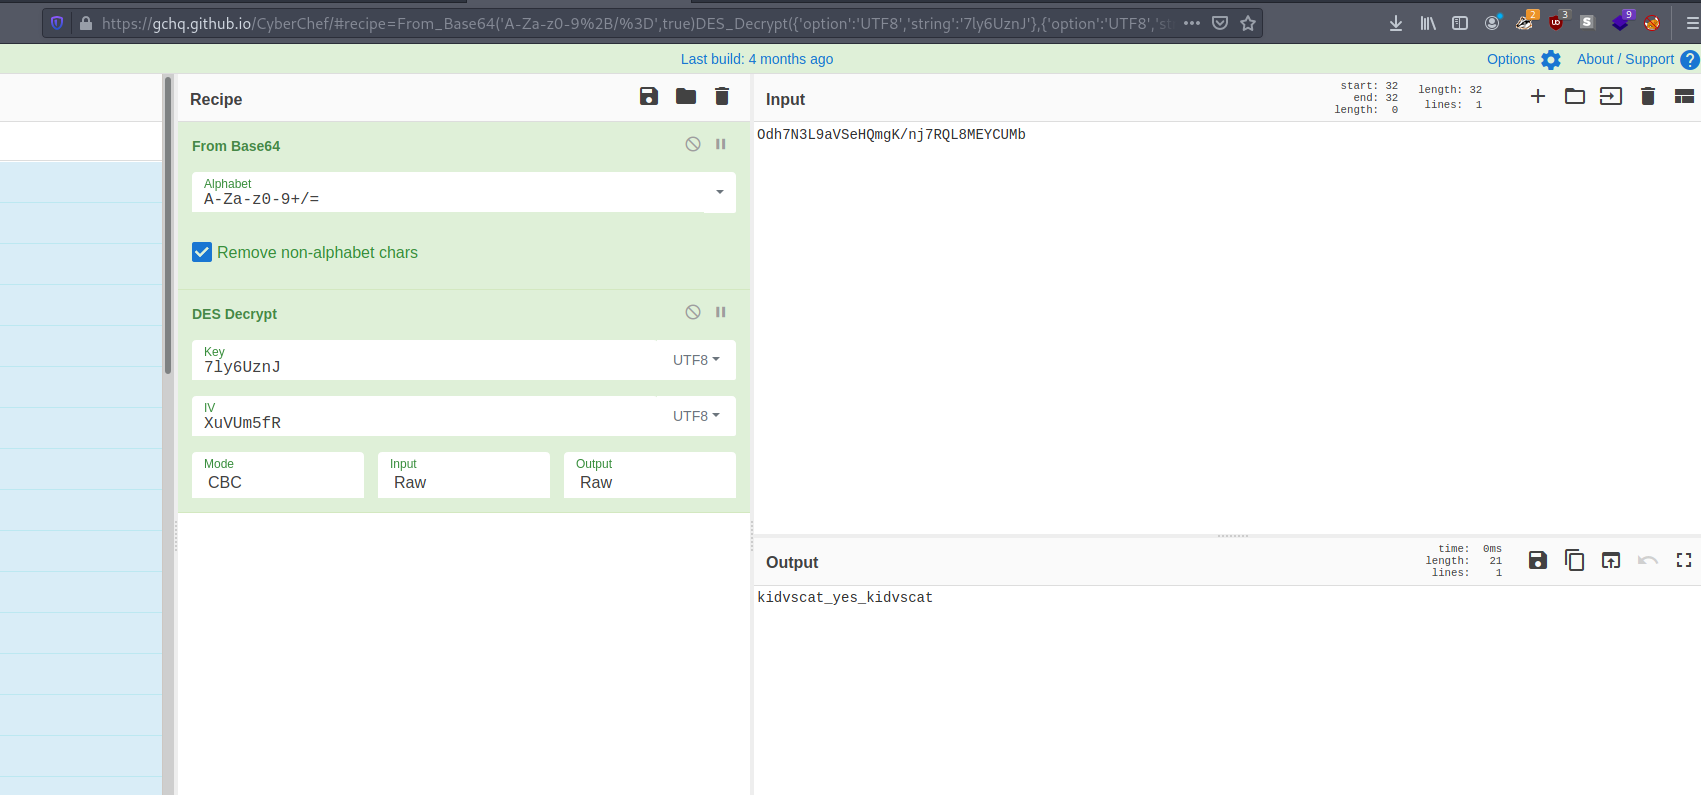 https://gchq.github.io/CyberChef/#recipe=From_Base64('A-Za-z0-9%2B/%3D',true)DES_Decrypt({'option':'UTF8','string':'7ly6UznJ'},{'option':'UTF8','st
2
3
9
Last build: 4 months ago
Options
About / Support
Recipe
Input
start: 32
end: 32
length: 0
length: 32
lines: 1
From Base64
Alphabet
A-Za-z0-9+/=
Remove non-alphabet chars
DES Decrypt
Key
7ly6UznJ
UTF8
IV
XuVUm5fR
UTF8
Mode
CBC
Input
Raw
Output
Raw
Odh7N3L9aVSeHQmgK/nj7RQL8MEYCUMb
Output
time: 0ms
length: 21
lines: 1
kidvscat_yes_kidvscat